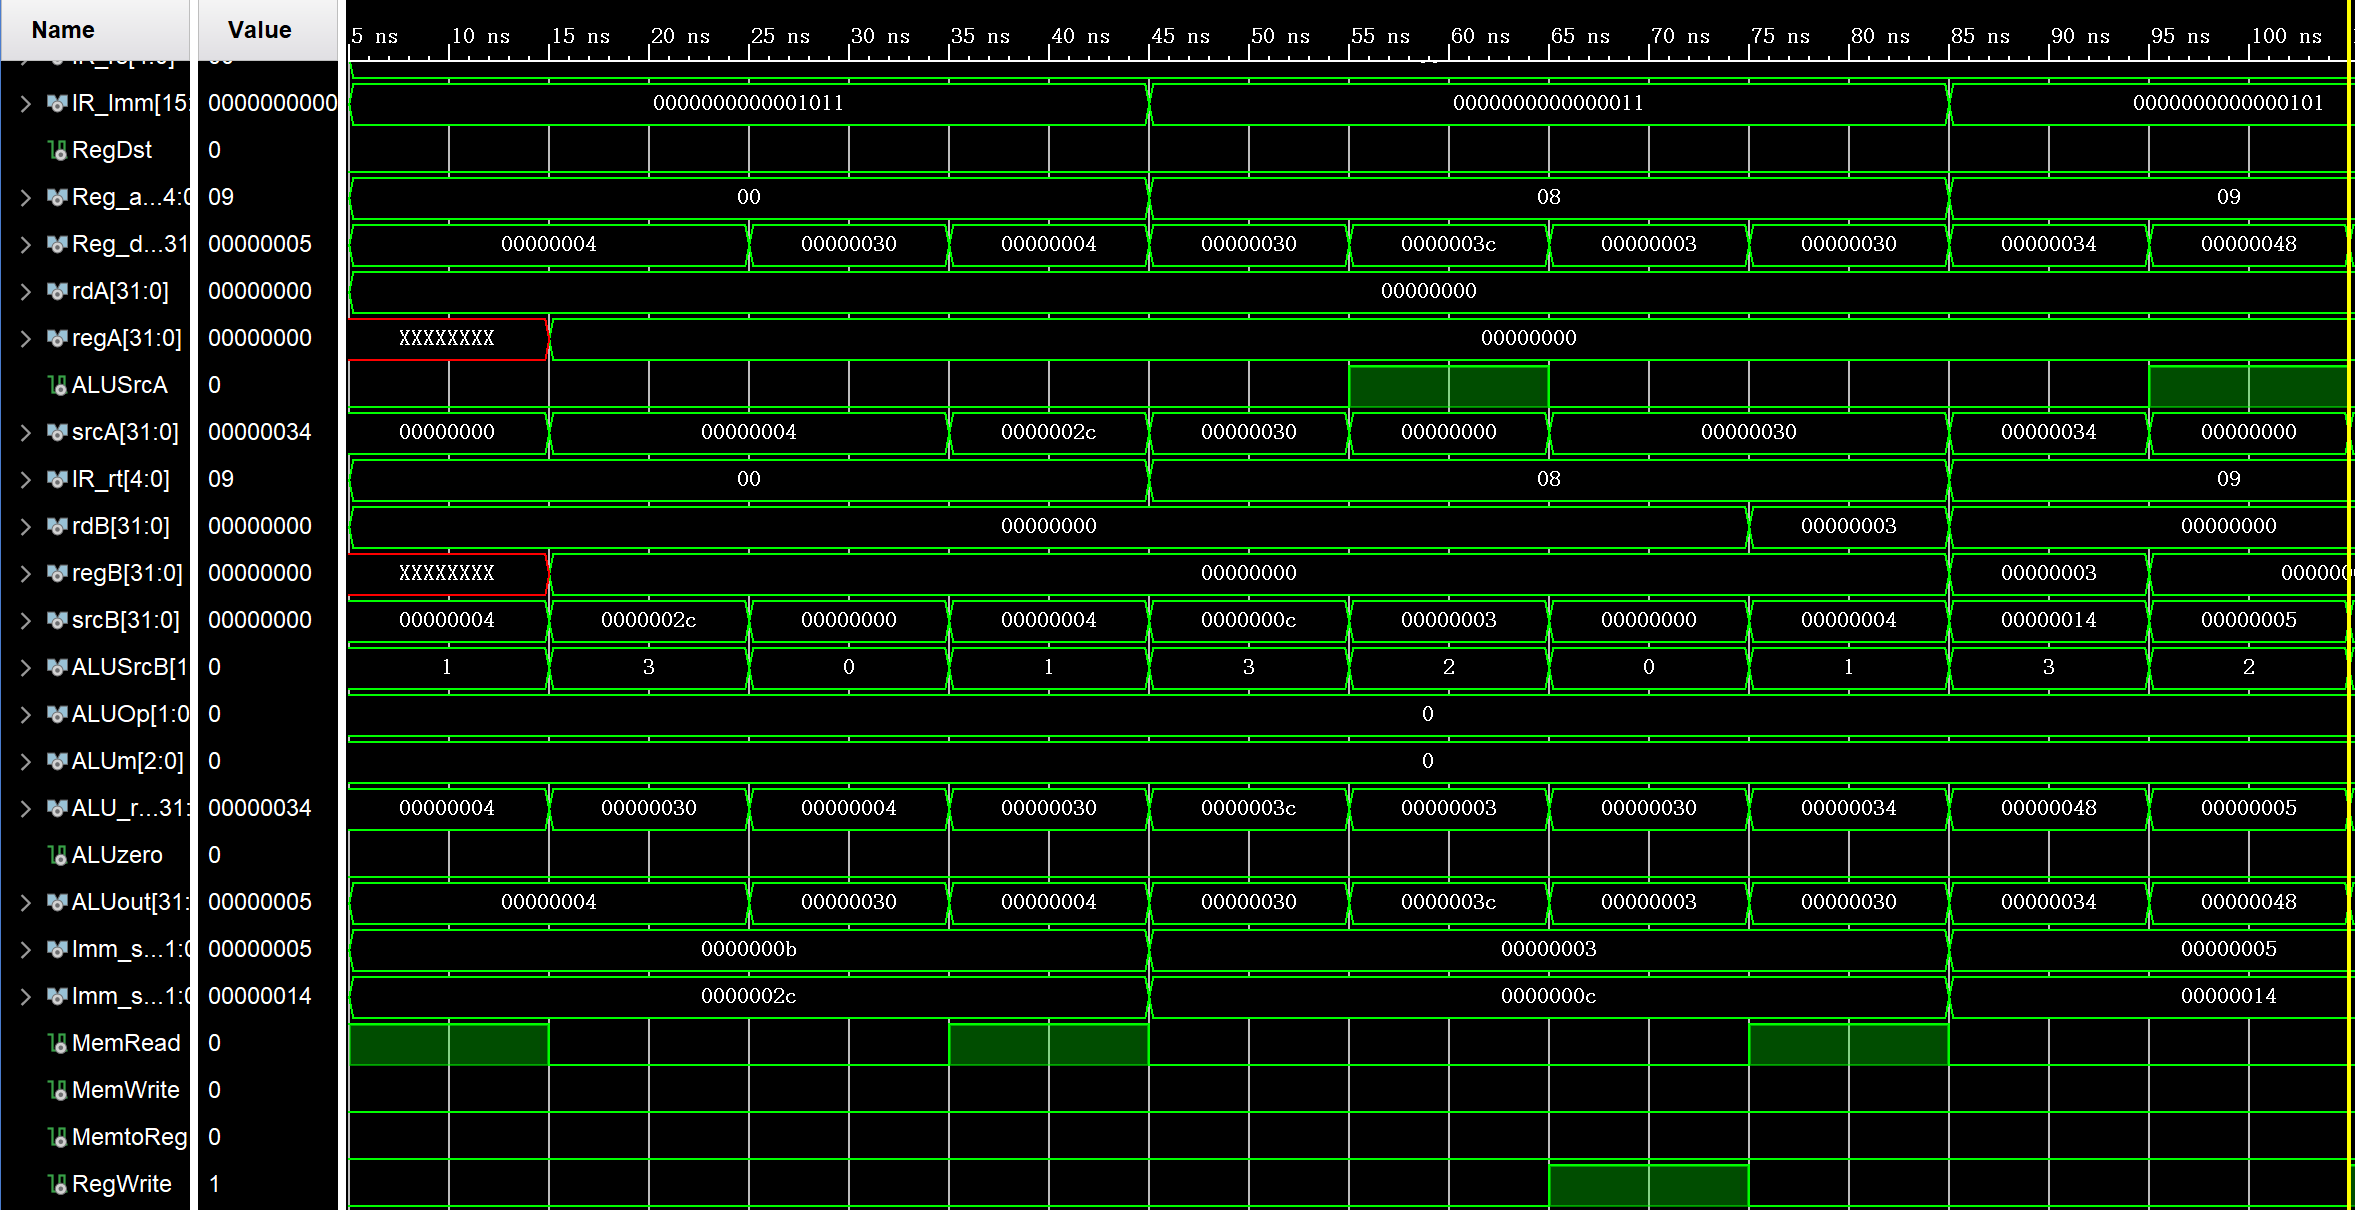 Name Value
5 ns 10 ns 15 ns 20 ns 25 ns 30 ns 35 ns 40 ns 45 ns 50 ns 55 ns 60 ns 65 ns 70 ns 75 ns 80 ns 85 ns 90 ns 95 ns 100 ns
IR_Imm[15: 0000000000 0000000000001011 0000000000000011 0000000000000101
RegDst 0
Reg_a...4:0 09 00 08 09
Reg_d...31 00000005 00000004 00000030 00000004 00000030 0000003c 00000003 00000030 00000034 00000048
rdA[31:0] 00000000 00000000
regA[31:0] 00000000 XXXXXXXX 00000000
ALUSrcA 0
srcA[31:0] 00000034 00000000 00000004 0000002c 00000030 00000000 00000030 00000034 00000000
IR_rt[4:0] 09 00 08 09
rdB[31:0] 00000000 00000000 00000003 00000000
regB[31:0] 00000000 XXXXXXXX 00000000 00000003 000000
srcB[31:0] 00000000 00000004 0000002c 00000000 00000004 0000000c 00000003 00000000 00000004 00000014 00000005
ALUSrcB[1 0 1 3 0 1 3 2 0 1 3 2
ALUOp[1:0 0 0
ALUm[2:0] 0 0
ALU_r...31: 00000034 00000004 00000030 00000004 00000030 0000003c 00000003 00000030 00000034 00000048 00000005
ALUzero 0
ALUout[31: 00000005 00000004 00000030 00000004 00000030 0000003c 00000003 00000030 00000034 00000048
Imm_s...1:0 00000005 0000000b 00000003 00000005
Imm_s...1:0 00000014 0000002c 0000000c 00000014
MemRead 0
MemWrite 0
MemtoReg 0
RegWrite 1